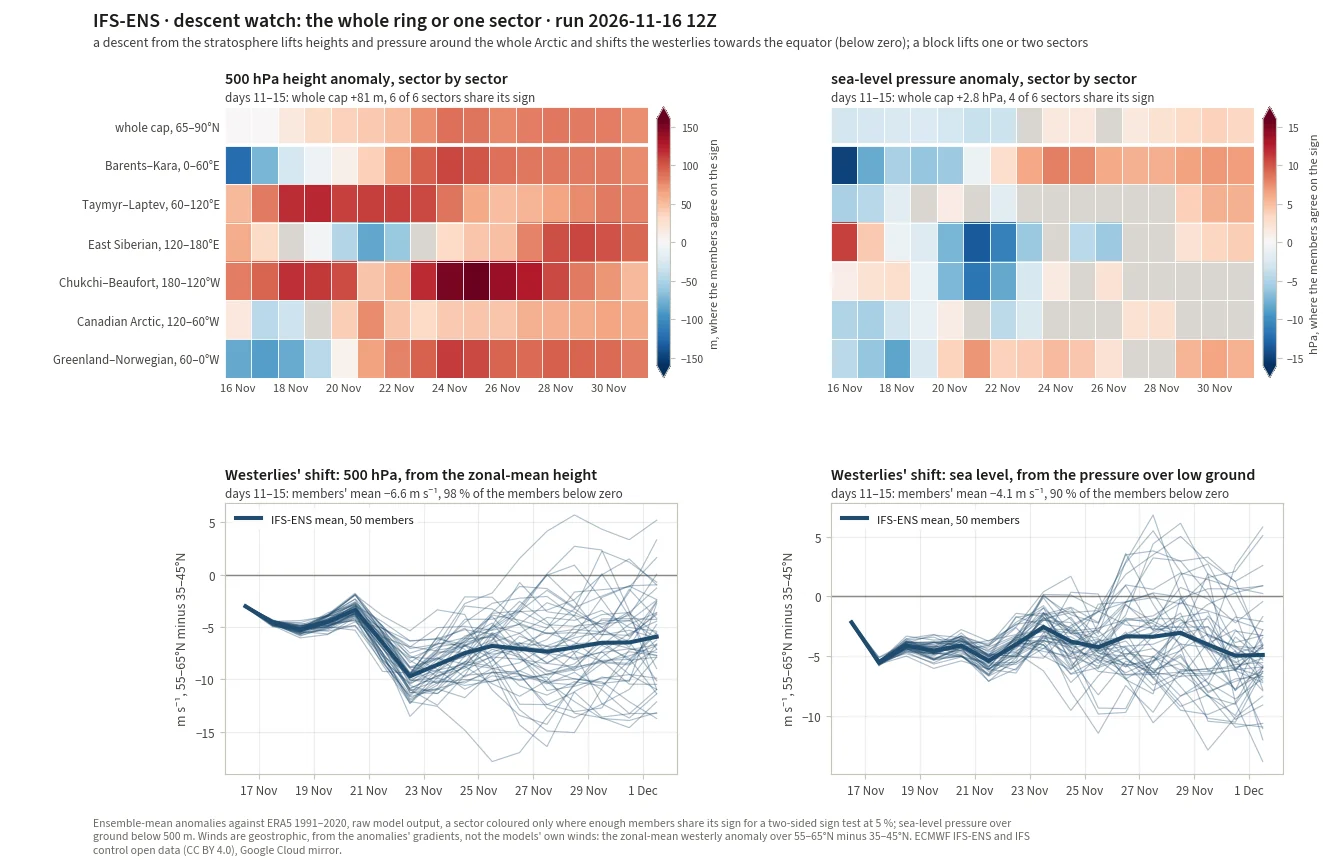 IFS-ENS · descent watch: the whole ring or one sector · run 2026-11-16 12Z
a descent from the stratosphere lifts heights and pressure around the whole Arctic and shifts the westerlies towards the equator (below zero); a block lifts one or two sectors
500 hPa height anomaly, sector by sector
days 11–15: whole cap +81 m, 6 of 6 sectors share its sign
whole cap, 65–90°N
Barents–Kara, 0–60°E
Taymyr–Laptev, 60–120°E
East Siberian, 120–180°E
Chukchi–Beaufort, 180–120°W
Canadian Arctic, 120–60°W
Greenland–Norwegian, 60–0°W
16 Nov 18 Nov 20 Nov 22 Nov 24 Nov 26 Nov 28 Nov 30 Nov
150
100
50
0
−50
−100
−150
m, where the members agree on the sign
sea-level pressure anomaly, sector by sector
days 11–15: whole cap +2.8 hPa, 4 of 6 sectors share its sign
16 Nov 18 Nov 20 Nov 22 Nov 24 Nov 26 Nov 28 Nov 30 Nov
15
10
5
0
−5
−10
−15
hPa, where the members agree on the sign
Westerlies' shift: 500 hPa, from the zonal-mean height
days 11–15: members' mean −6.6 m s⁻¹, 98 % of the members below zero
IFS-ENS mean, 50 members
5
0
−5
−10
−15
m s⁻¹, 55–65°N minus 35–45°N
17 Nov 19 Nov 21 Nov 23 Nov 25 Nov 27 Nov 29 Nov 1 Dec
Westerlies' shift: sea level, from the pressure over low ground
days 11–15: members' mean −4.1 m s⁻¹, 90 % of the members below zero
IFS-ENS mean, 50 members
5
0
−5
−10
m s⁻¹, 55–65°N minus 35–45°N
17 Nov 19 Nov 21 Nov 23 Nov 25 Nov 27 Nov 29 Nov 1 Dec
Ensemble-mean anomalies against ERA5 1991–2020, raw model output, a sector coloured only where enough members share its sign for a two-sided sign test at 5 %; sea-level pressure over
ground below 500 m. Winds are geostrophic, from the anomalies' gradients, not the models' own winds: the zonal-mean westerly anomaly over 55–65°N minus 35–45°N. ECMWF IFS-ENS and IFS
control open data (CC BY 4.0), Google Cloud mirror.